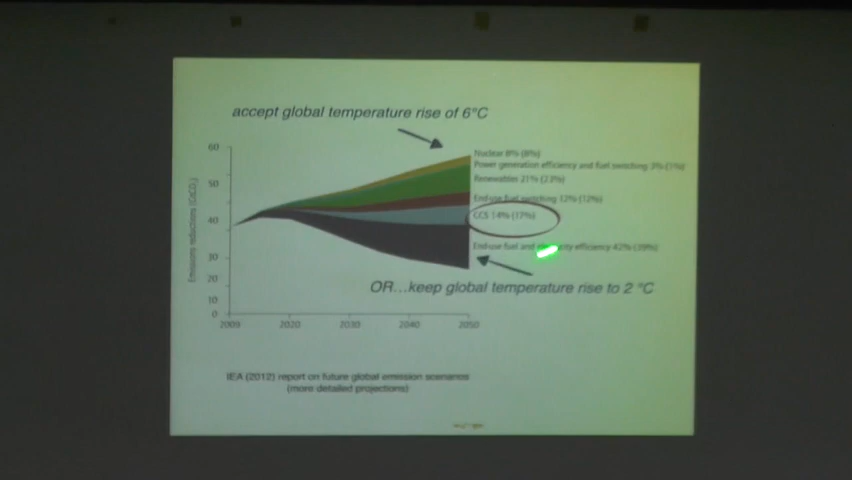 accept global temperature rise of 6°C
60
50
40
30
20
10
0
Emissions reductions (GtCO₂)
2009
2020
2030
2040
2050
Nuclear 8% (8%)
Power generation efficiency and fuel switching 3% (1%)
Renewables 21% (23%)
End-use fuel switching 12% (12%)
CCS 14% (17%)
End-use fuel and efficiency 42% (39%)
OR...keep global temperature rise to 2 °C
IEA (2012) report on future global emission scenarios
(more detailed projections)